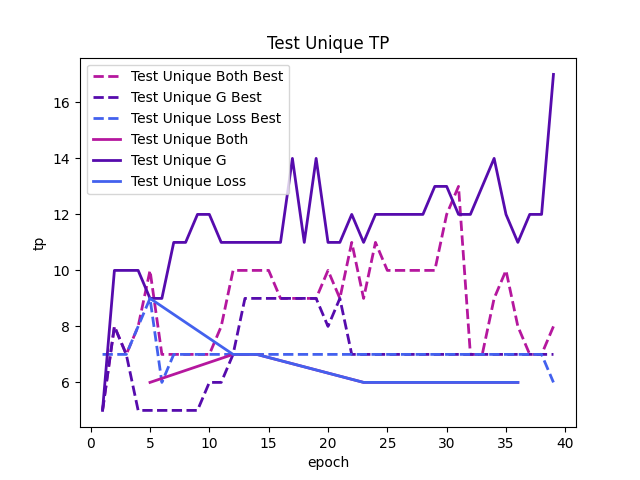 Test Unique TP
Test Unique Both Best
Test Unique G Best
Test Unique Loss Best
Test Unique Both
Test Unique G
Test Unique Loss
tp
16
14
12
10
8
6
0 5 10 15 20 25 30 35 40
epoch